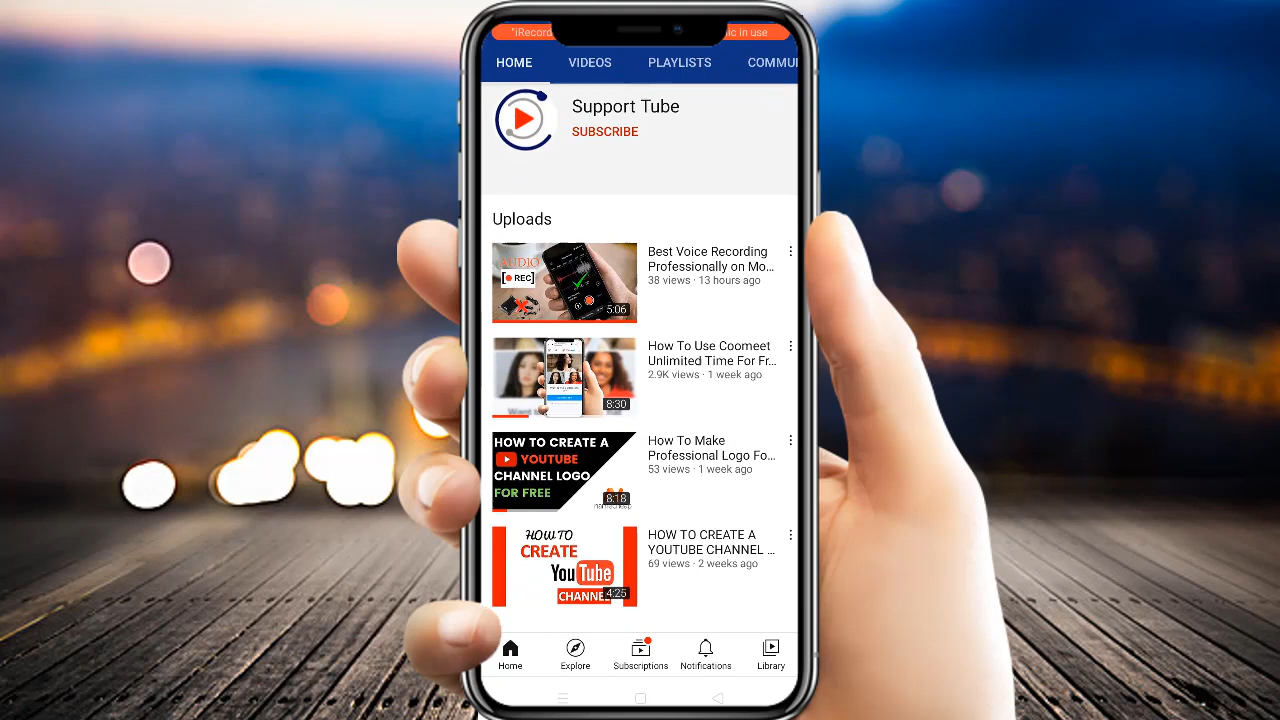 "iRecord
ic in use
HOME VIDEOS PLAYLISTS COMMU
Support Tube
SUBSCRIBE
Uploads
AUDIO
REC
5:06
Best Voice Recording
Professionally on Mo...
38 views · 13 hours ago
8:30
How To Use Coomeet
Unlimited Time For Fr...
2.9K views · 1 week ago
HOW TO CREATE A
YOUTUBE
CHANNEL LOGO
FOR FREE
8:18
namecheap
How To Make
Professional Logo Fo...
53 views · 1 week ago
HOW TO
CREATE
YouTube
CHANNEL
4:25
HOW TO CREATE A
YOUTUBE CHANNEL ...
69 views · 2 weeks ago
Home Explore Subscriptions Notifications Library